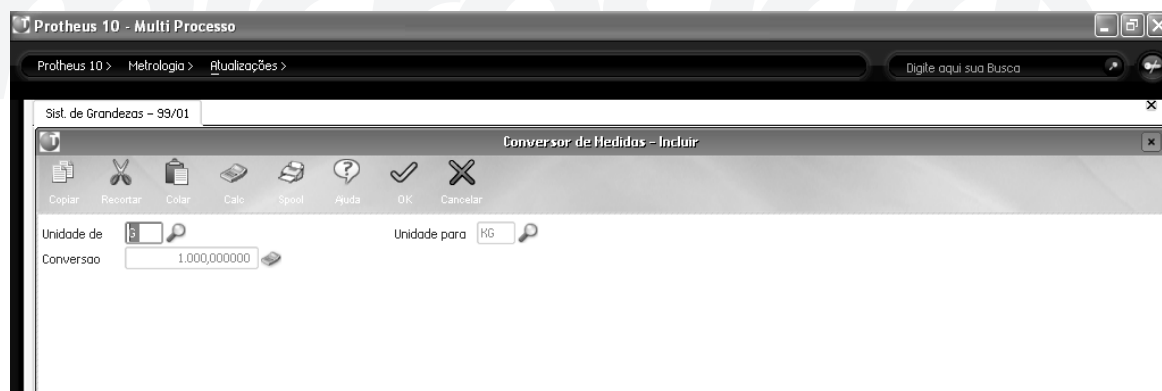 Protheus 10 - Multi Processo
Protheus 10 > Metrologia > Atualizações > Digite aqui sua Busca
Sist. de Grandezas – 99/01
Conversor de Medidas – Incluir
Copiar Recortar Colar Calc Spool Ajuda OK Cancelar
Unidade de G Unidade para KG
Conversao 1.000,000000